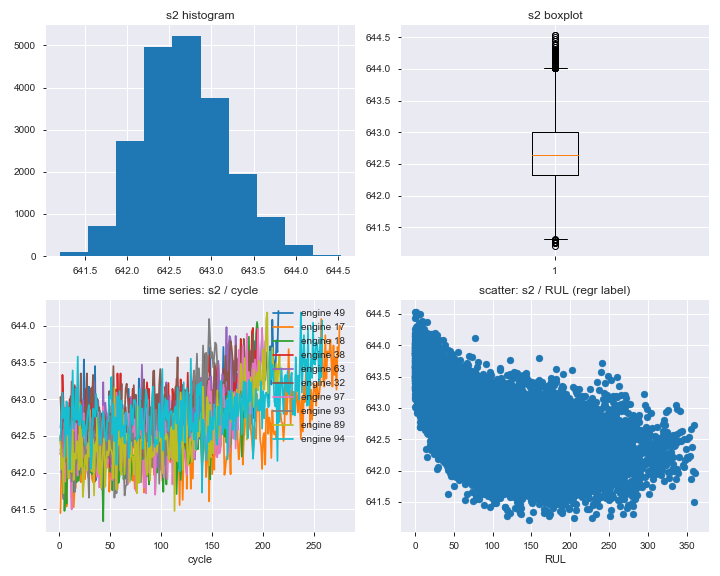 s2 histogram
5000
4000
3000
2000
1000
0
641.5 642.0 642.5 643.0 643.5 644.0 644.5
s2 boxplot
644.5
644.0
643.5
643.0
642.5
642.0
641.5
1
time series: s2 / cycle
644.0
643.5
643.0
642.5
642.0
641.5
engine 49
engine 17
engine 18
engine 38
engine 63
engine 32
engine 97
engine 93
engine 89
engine 94
0 50 100 150 200 250
cycle
scatter: s2 / RUL (regr label)
644.5
644.0
643.5
643.0
642.5
642.0
641.5
0 50 100 150 200 250 300 350
RUL